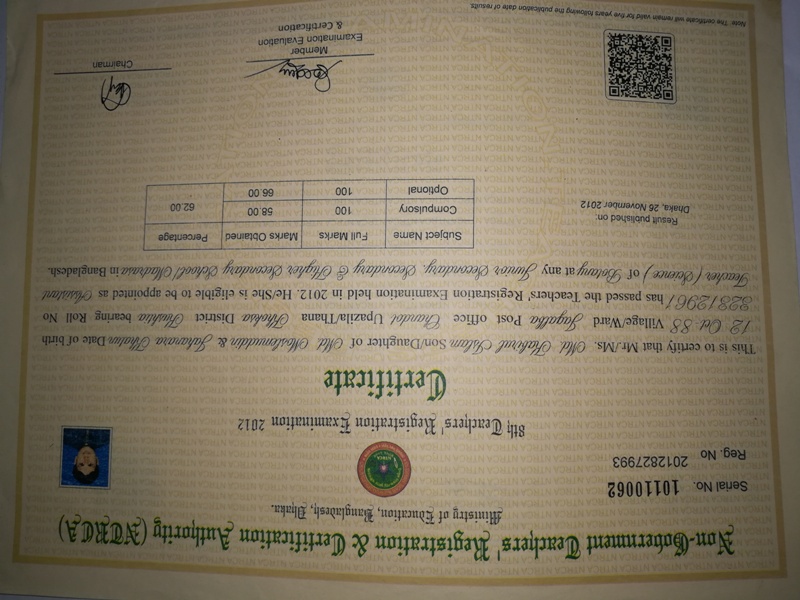 Non-Government Teachers' Registration & Certification Authority (NTRCA)
Ministry of Education, Bangladesh, Dhaka.
Serial No. 10110062
Reg. No 2012827993
NTRCA
8th Teachers' Registration Examination 2012
Certificate
This is to certify that Mr./Ms. Md. Kabirul Islam Son/Daughter of Md. Moslemuddin & Jahanara Khatun Date of birth
12 Oct 88 Village/Ward Jagalba Post office Chandot Upazila/Thana Khoksa District Kushtia bearing Roll No
32312961 has passed the Teachers' Registration Examination held in 2012. He/She is eligible to be appointed as Assistant
Teacher (Science) of Botany at any Junior Secondary, Secondary & Higher Secondary School/Madrasa in Bangladesh.
Subject Name Full Marks Marks Obtained Percentage
Compulsory 100 58.00 62.00
Optional 100 66.00
Result published on:
Dhaka, 26 November 2012
Member
Examination Evaluation
& Certification
Chairman
Note: The certificate will remain valid for five years following the publication date of results.